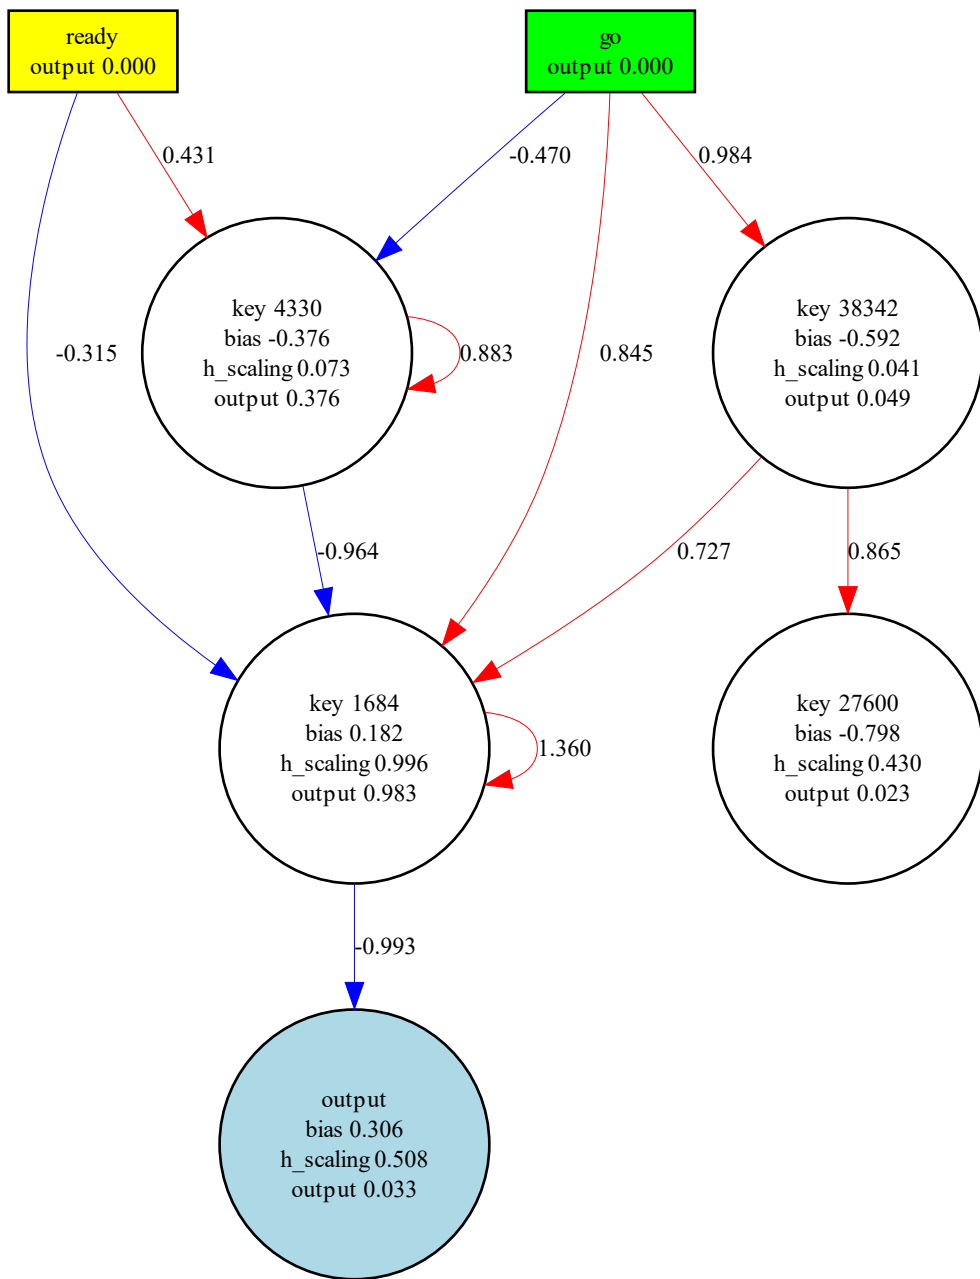 ready
output 0.000
go
output 0.000
0.431
-0.470
0.984
key 4330
bias -0.376
h_scaling 0.073
output 0.376
key 38342
bias -0.592
h_scaling 0.041
output 0.049
-0.315
0.883
0.845
-0.964
0.727
0.865
key 1684
bias 0.182
h_scaling 0.996
output 0.983
1.360
key 27600
bias -0.798
h_scaling 0.430
output 0.023
-0.993
output
bias 0.306
h_scaling 0.508
output 0.033